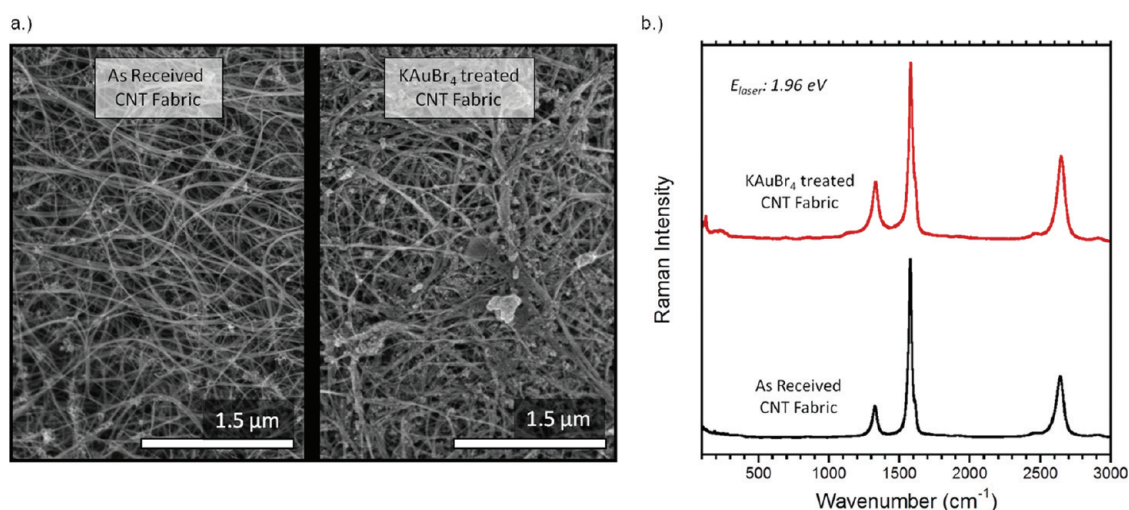 a.)
As Received
CNT Fabric
KAuBr₄ treated
CNT Fabric
1.5 µm
1.5 µm
b.)
E_laser: 1.96 eV
KAuBr₄ treated
CNT Fabric
As Received
CNT Fabric
Raman Intensity
500 1000 1500 2000 2500 3000
Wavenumber (cm⁻¹)